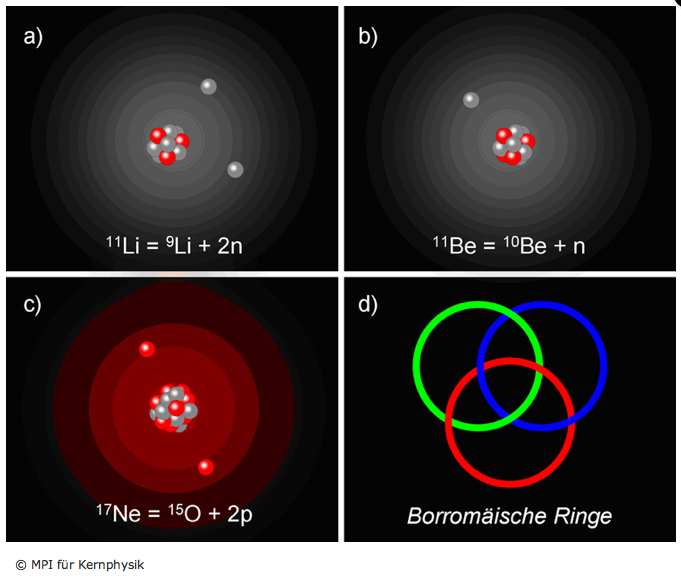 a)
¹¹Li = ⁹Li + 2n
b)
¹¹Be = ¹⁰Be + n
c)
¹⁷Ne = ¹⁵O + 2p
d)
Borromäische Ringe
© MPI für Kernphysik